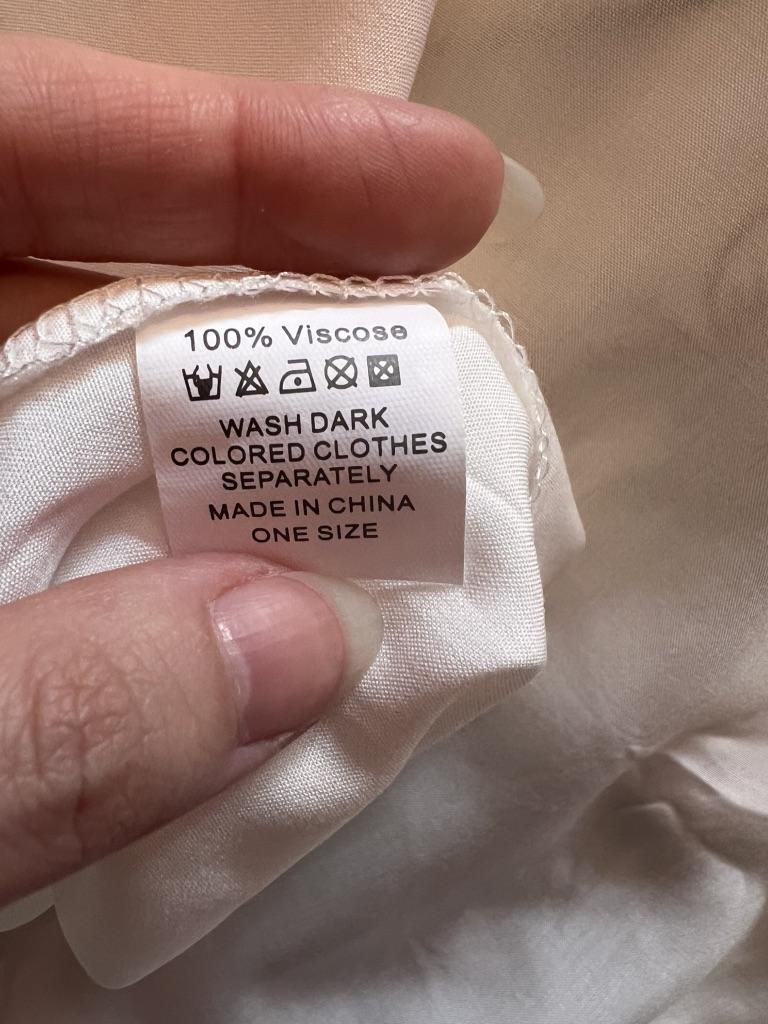 100% Viscose
WASH DARK
COLORED CLOTHES
SEPARATELY
MADE IN CHINA
ONE SIZE